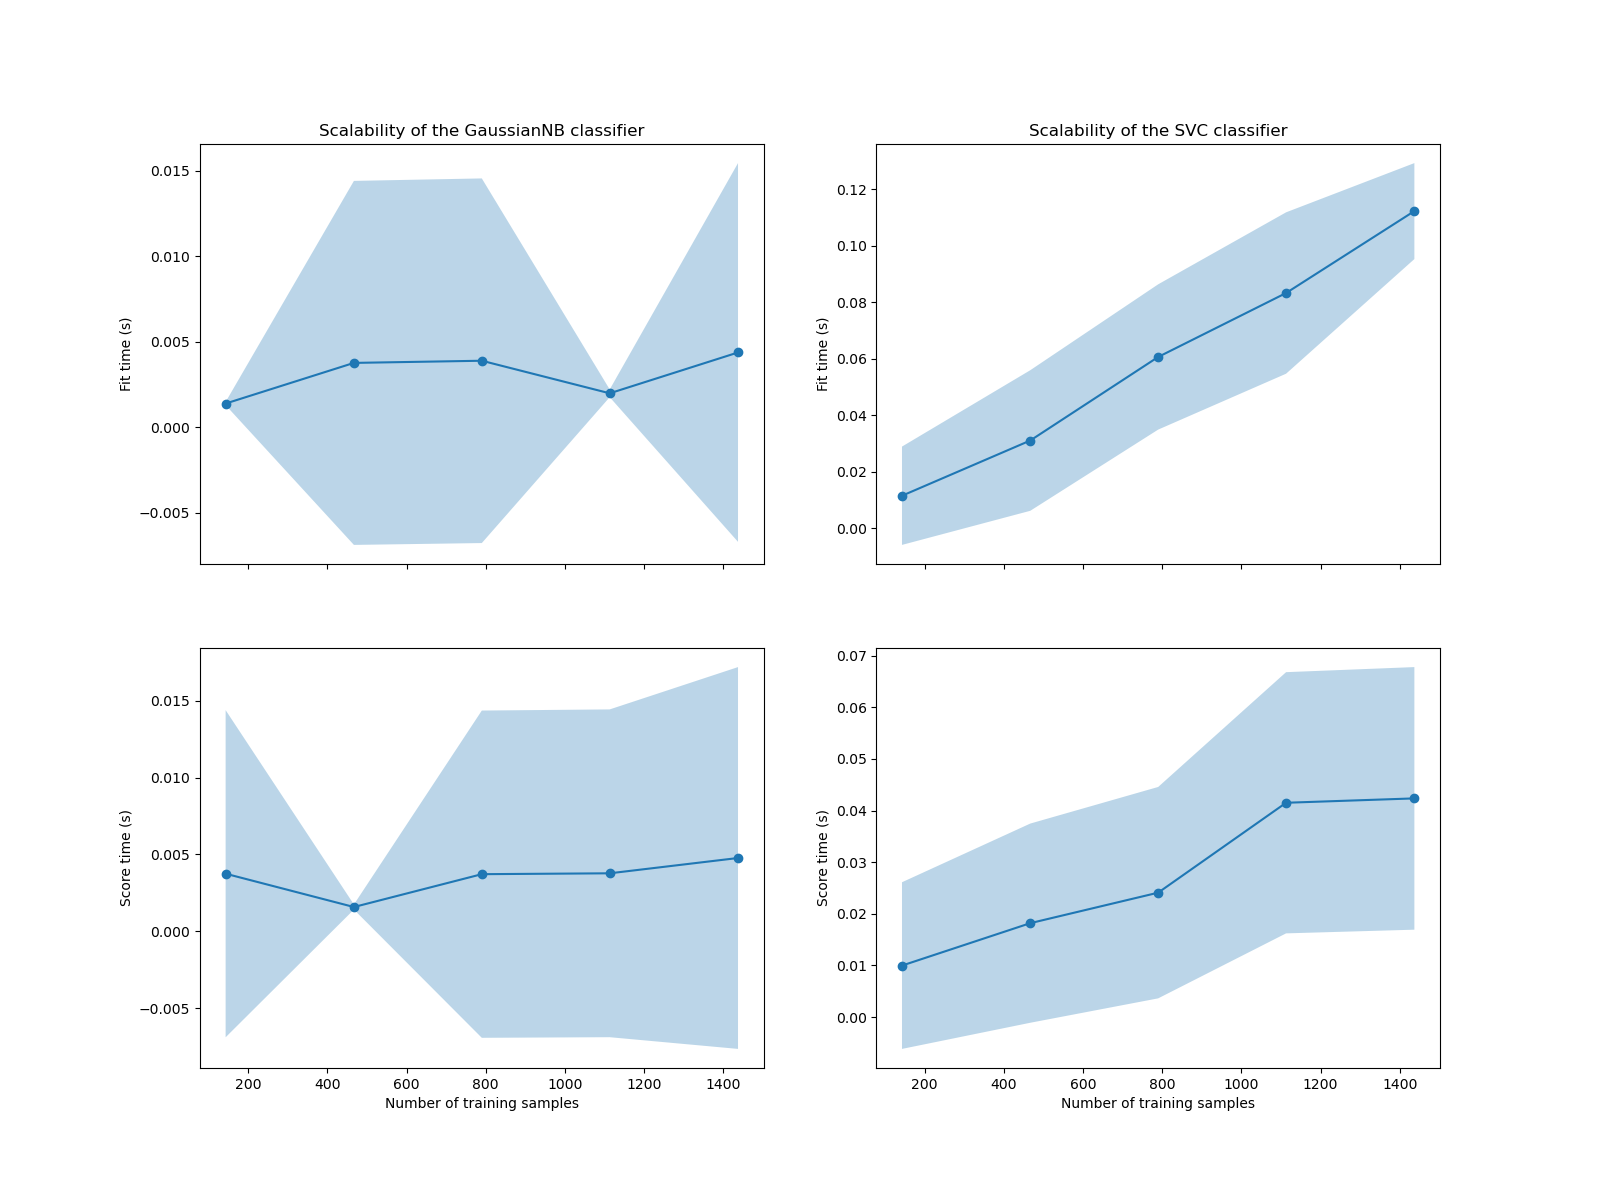 Scalability of the GaussianNB classifier
0.015
0.010
0.005
0.000
−0.005
Fit time (s)
Scalability of the SVC classifier
0.12
0.10
0.08
0.06
0.04
0.02
0.00
Fit time (s)
0.015
0.010
0.005
0.000
−0.005
Score time (s)
200 400 600 800 1000 1200 1400
Number of training samples
0.07
0.06
0.05
0.04
0.03
0.02
0.01
0.00
Score time (s)
200 400 600 800 1000 1200 1400
Number of training samples